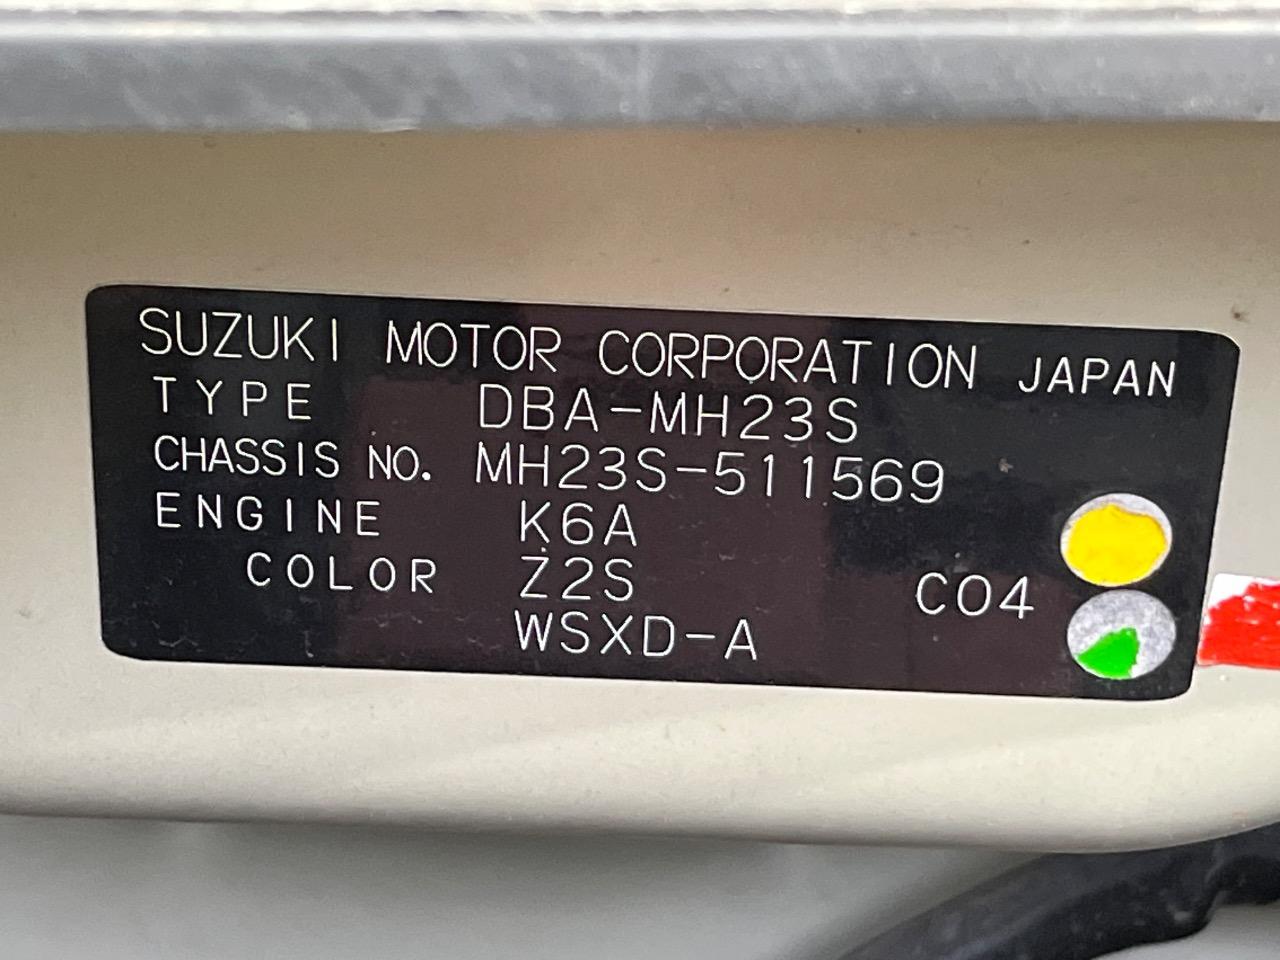 SUZUKI MOTOR CORPORATION JAPAN
TYPE DBA-MH23S
CHASSIS NO. MH23S-511569
ENGINE K6A
COLOR Z2S C04
WSXD-A